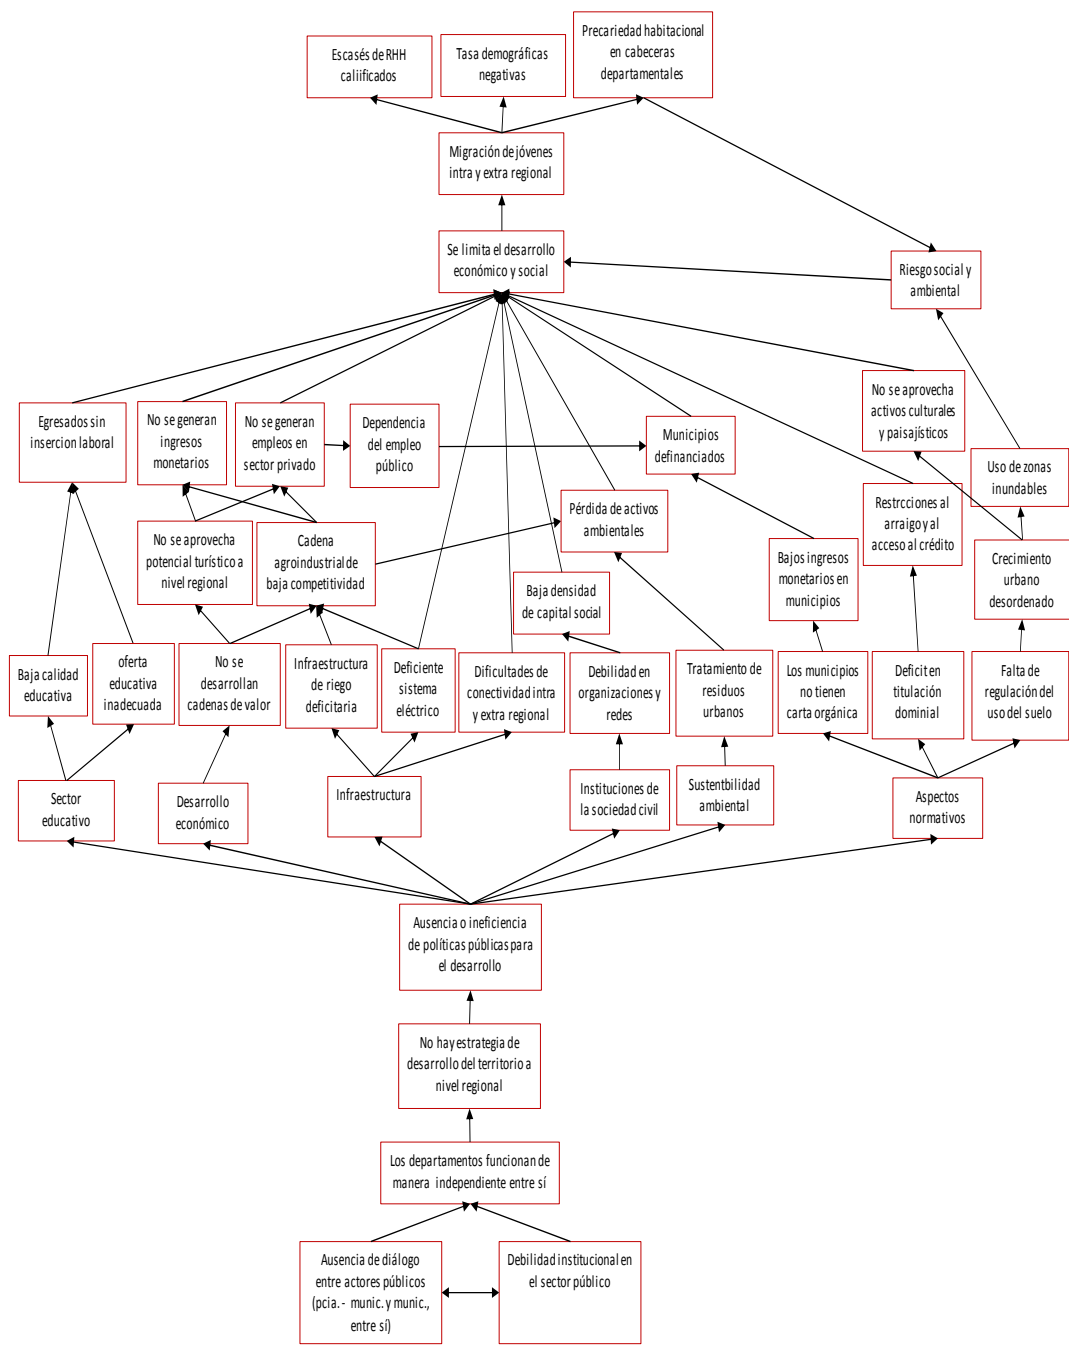 Escasés de RHH
caliificados
Tasa demográficas
negativas
Precariedad habitacional
en cabeceras
departamentales
Migración de jóvenes
intra y extra regional
Se limita el desarrollo
económico y social
Riesgo social y
ambiental
Egresados sin
insercion laboral
No se generan
ingresos
monetarios
No se generan
empleos en
sector privado
Dependencia
del empleo
público
Municipios
definanciados
No se aprovecha
activos culturales
y paisajísticos
Uso de zonas
inundables
No se aprovecha
potencial turístico a
nivel regional
Cadena
agroindustrial de
baja competitividad
Pérdida de activos
ambientales
Restrcciones al
arraigo y al
acceso al crédito
Baja densidad
de capital social
Bajos ingresos
monetarios en
municipios
Crecimiento
urbano
desordenado
Baja calidad
educativa
oferta
educativa
inadecuada
No se
desarrollan
cadenas de valor
Infraestructura
de riego
deficitaria
Deficiente
sistema
eléctrico
Dificultades de
conectividad intra
y extra regional
Debilidad en
organizaciones y
redes
Tratamiento de
residuos
urbanos
Los municipios
no tienen
carta orgánica
Deficit en
titulación
dominial
Falta de
regulación del
uso del suelo
Sector
educativo
Desarrollo
económico
Infraestructura
Instituciones de
la sociedad civil
Sustentbilidad
ambiental
Aspectos
normativos
Ausencia o ineficiencia
de políticas públicas para
el desarrollo
No hay estrategia de
desarrollo del territorio a
nivel regional
Los departamentos funcionan de
manera independiente entre sí
Ausencia de diálogo
entre actores públicos
(pcia. - munic. y munic.,
entre sí)
Debilidad institucional en
el sector público